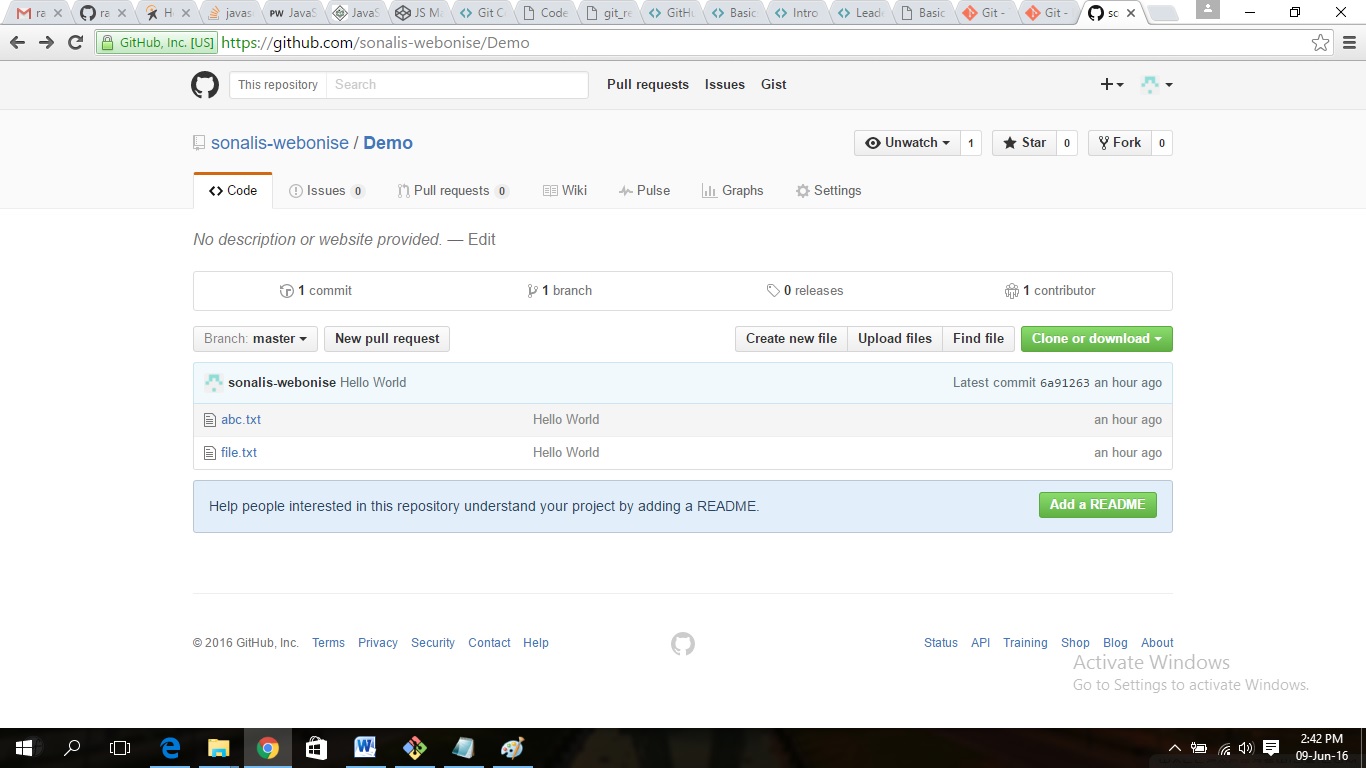 ra
ra
H
javas
PW JavaS
JavaS
JS M
Git C
Code
git_re
GitHu
Basic
Intro
Lead
Basic
Git -
Git -
sc
GitHub, Inc. [US] https://github.com/sonalis-webonise/Demo
This repository Search Pull requests Issues Gist
sonalis-webonise / Demo Unwatch 1 Star 0 Fork 0
Code Issues 0 Pull requests 0 Wiki Pulse Graphs Settings
No description or website provided. — Edit
1 commit 1 branch 0 releases 1 contributor
Branch: master New pull request Create new file Upload files Find file Clone or download
sonalis-webonise Hello World Latest commit 6a91263 an hour ago
abc.txt Hello World an hour ago
file.txt Hello World an hour ago
Help people interested in this repository understand your project by adding a README. Add a README
© 2016 GitHub, Inc. Terms Privacy Security Contact Help Status API Training Shop Blog About
Activate Windows
Go to Settings to activate Windows.
2:42 PM
09-Jun-16